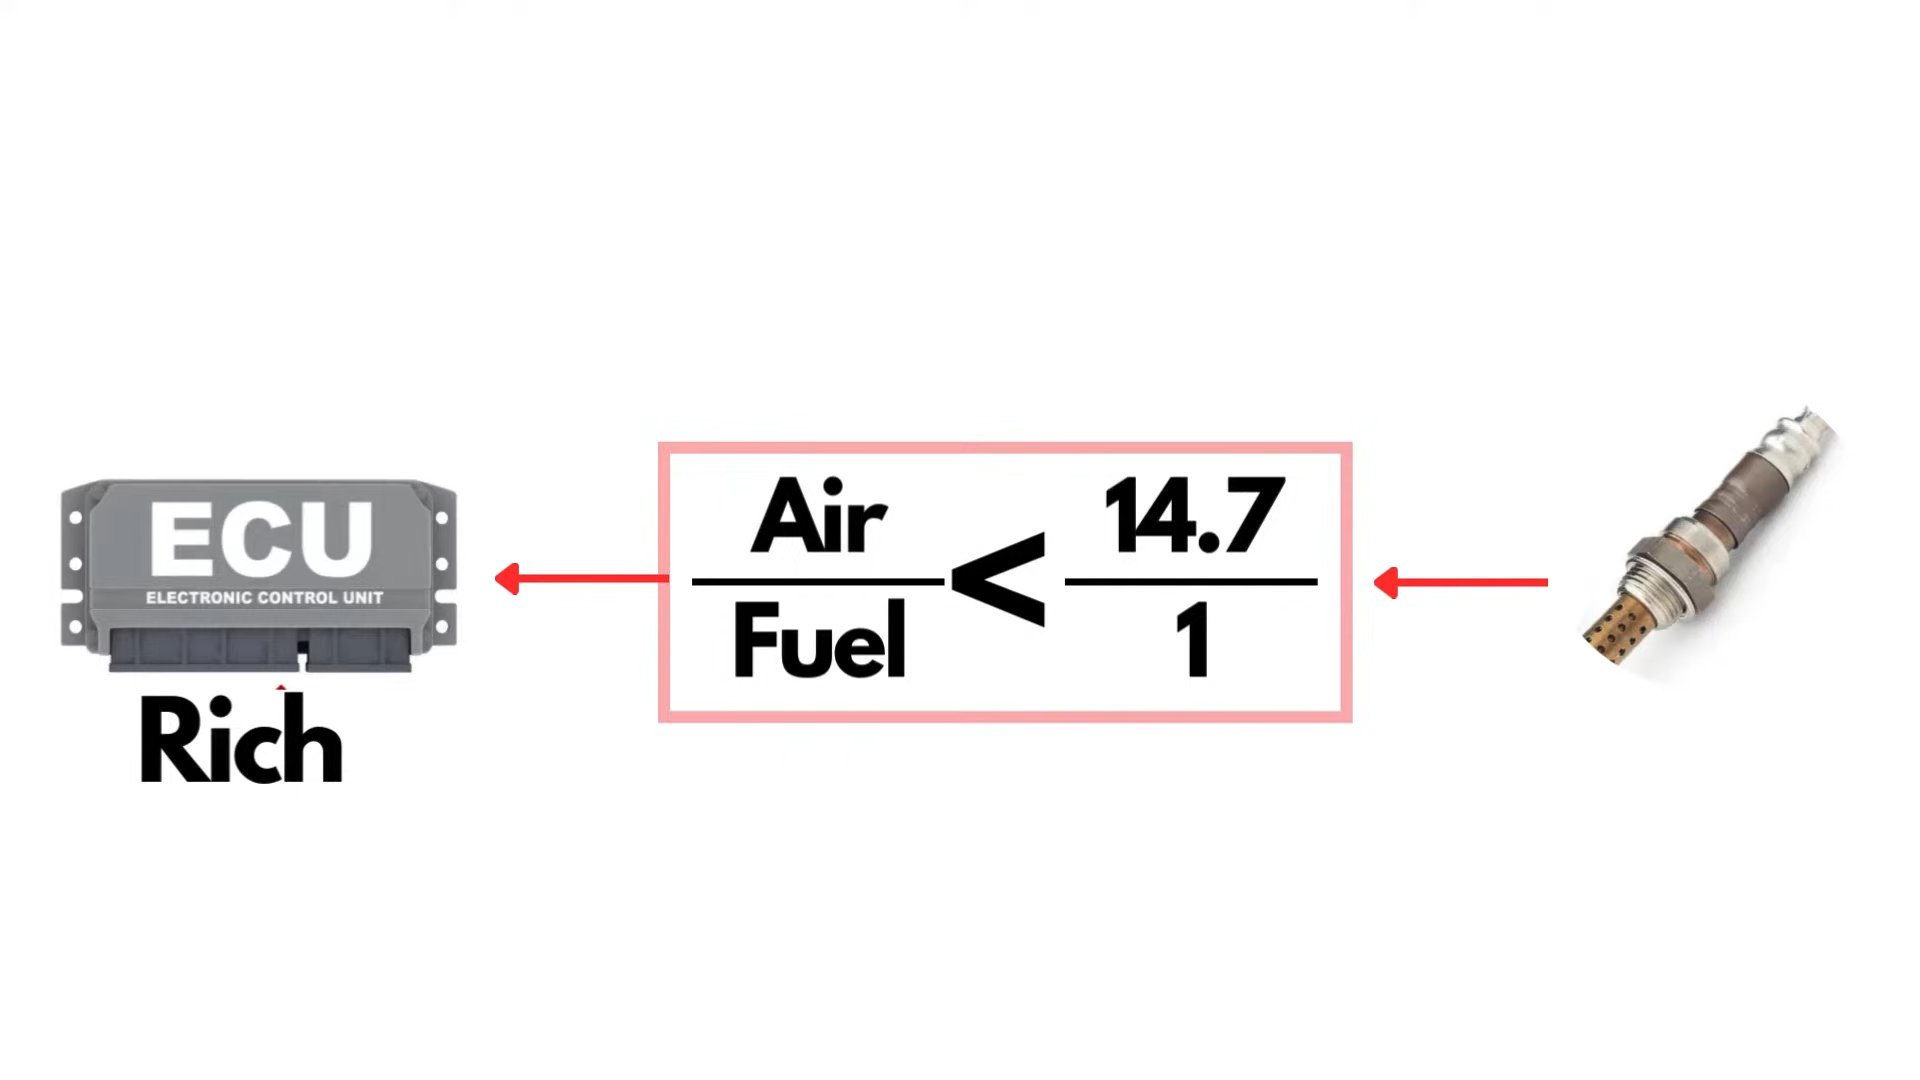 ECU
ELECTRONIC CONTROL UNIT
Rich
Air
Fuel
<
14.7
1